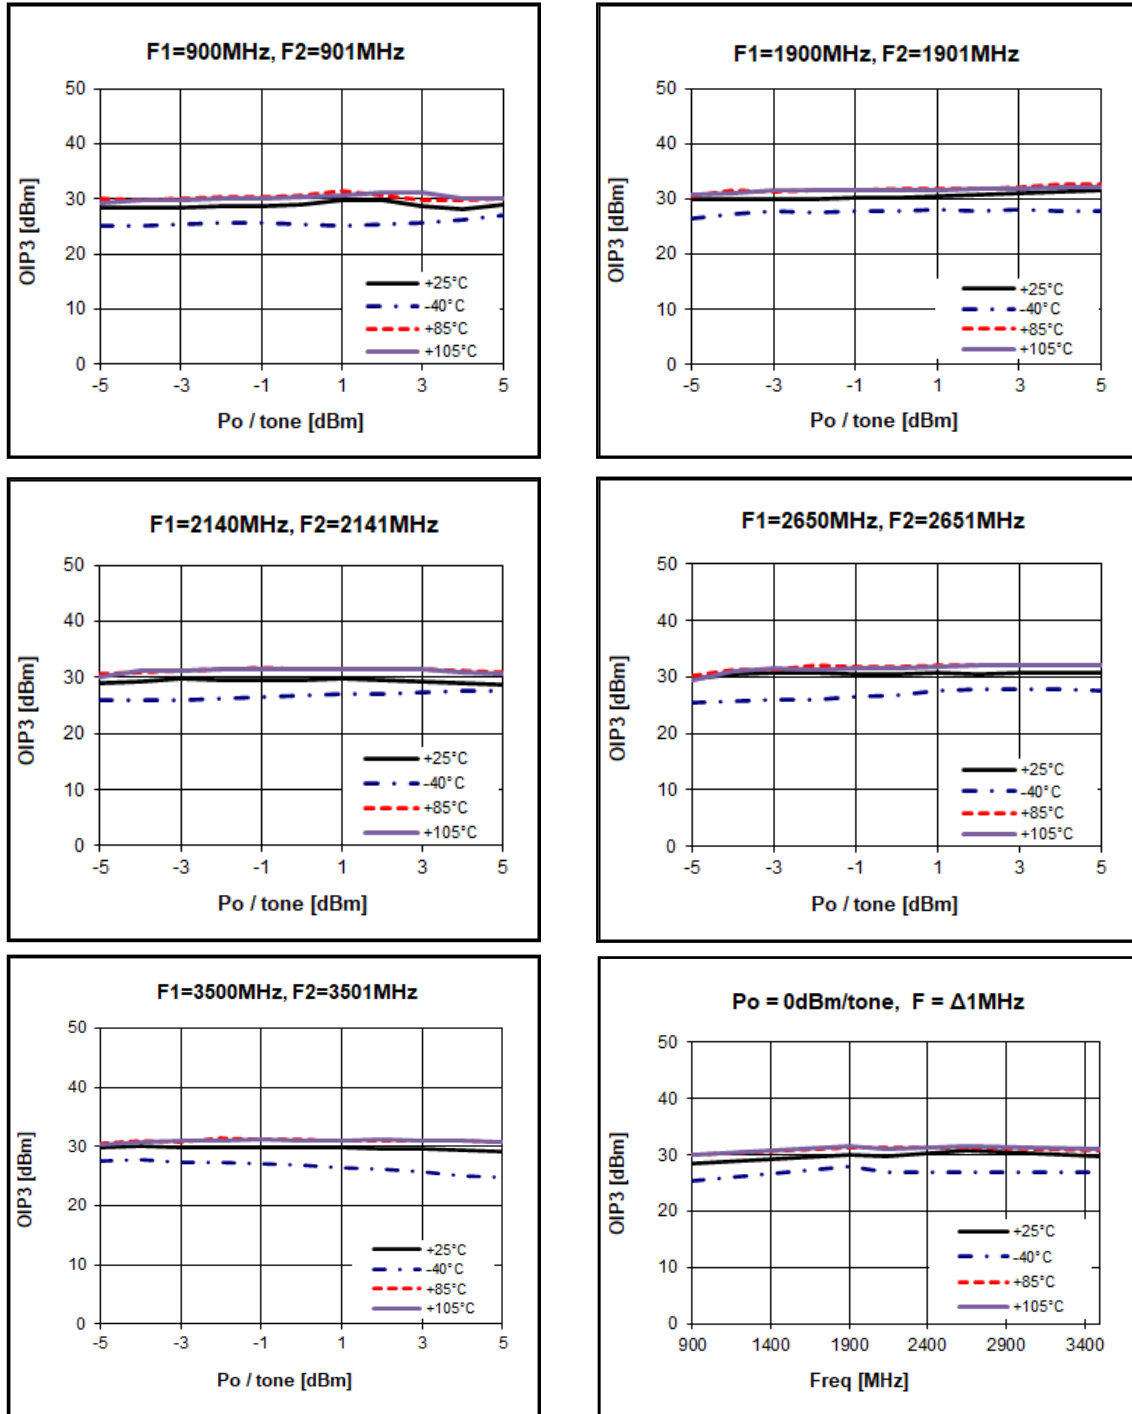 F1=900MHz, F2=901MHz
OIP3 [dBm]
50
40
30
20
10
0
-5 -3 -1 1 3 5
Po / tone [dBm]
+25°C
-40°C
+85°C
+105°C
F1=1900MHz, F2=1901MHz
OIP3 [dBm]
50
40
30
20
10
0
-5 -3 -1 1 3 5
Po / tone [dBm]
+25°C
-40°C
+85°C
+105°C
F1=2140MHz, F2=2141MHz
OIP3 [dBm]
50
40
30
20
10
0
-5 -3 -1 1 3 5
Po / tone [dBm]
+25°C
-40°C
+85°C
+105°C
F1=2650MHz, F2=2651MHz
OIP3 [dBm]
50
40
30
20
10
0
-5 -3 -1 1 3 5
Po / tone [dBm]
+25°C
-40°C
+85°C
+105°C
F1=3500MHz, F2=3501MHz
OIP3 [dBm]
50
40
30
20
10
0
-5 -3 -1 1 3 5
Po / tone [dBm]
+25°C
-40°C
+85°C
+105°C
Po = 0dBm/tone, F = Δ1MHz
OIP3 [dBm]
50
40
30
20
10
0
900 1400 1900 2400 2900 3400
Freq [MHz]
+25°C
-40°C
+85°C
+105°C